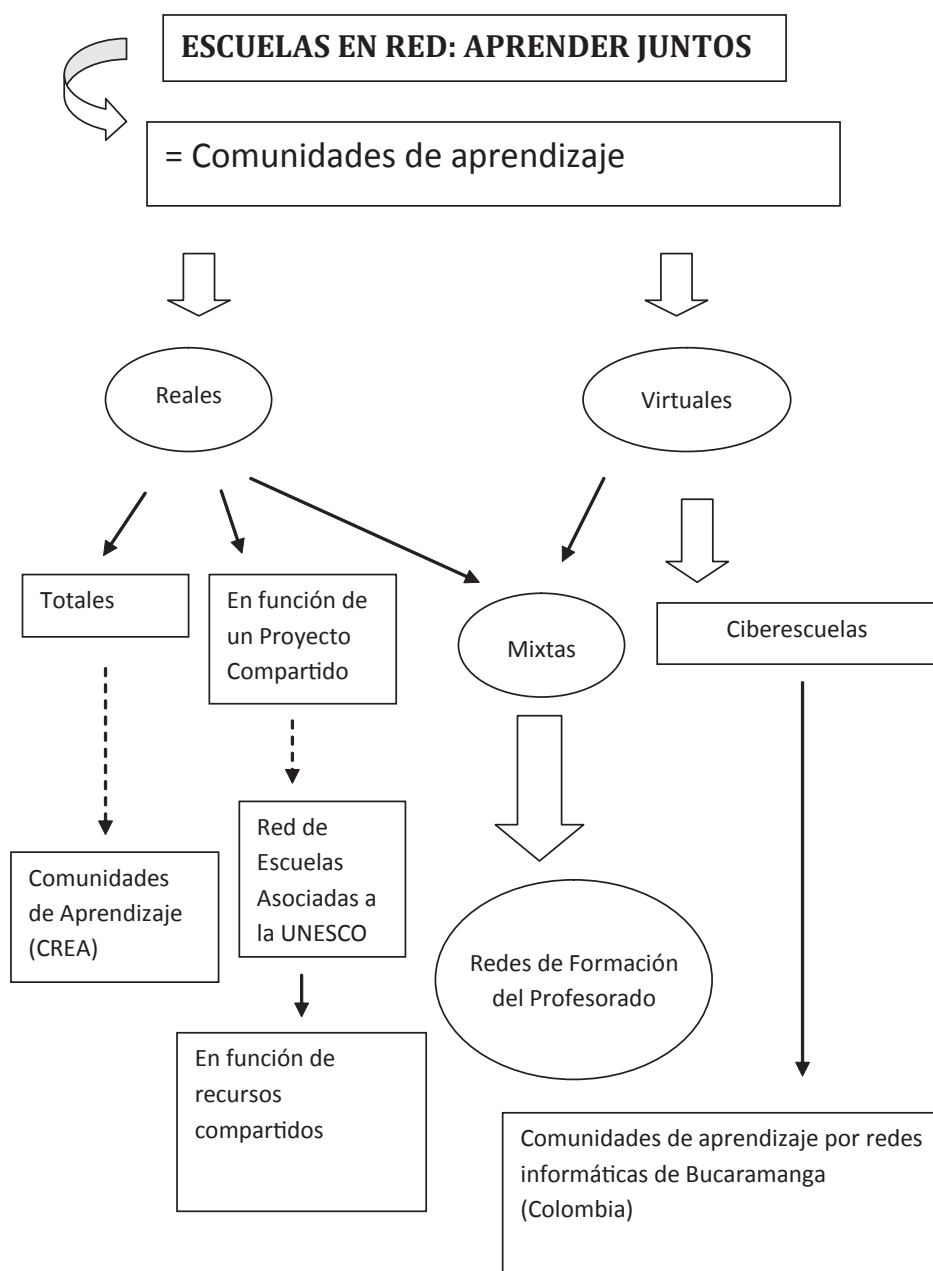 ESCUELAS EN RED: APRENDER JUNTOS
= Comunidades de aprendizaje
Reales
Virtuales
Totales
En función de
un Proyecto
Compartido
Mixtas
Ciberescuelas
Comunidades
de Aprendizaje
(CREA)
Red de
Escuelas
Asociadas a
la UNESCO
Redes de Formación
del Profesorado
En función de
recursos
compartidos
Comunidades de aprendizaje por redes
informáticas de Bucaramanga
(Colombia)